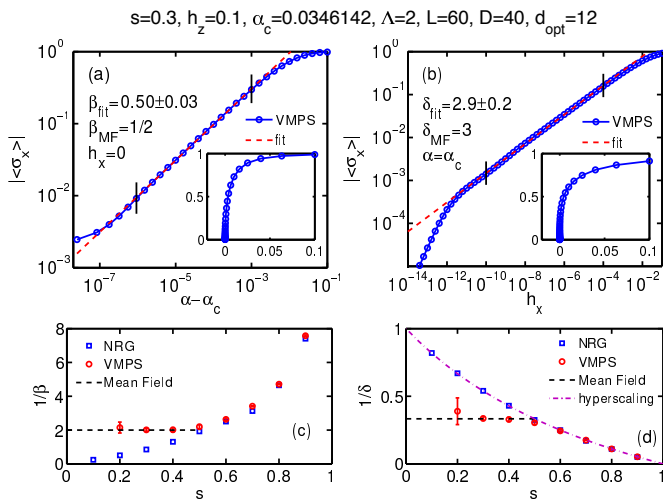 s=0.3, h_z=0.1, α_c=0.0346142, Λ=2, L=60, D=40, d_opt=12
(a)
β_fit=0.50±0.03
β_MF=1/2
h_x=0
VMPS
fit
|<σ_x>|
10^0
10^−1
10^−2
10^−3
10^−7 10^−5 10^−3 10^−1
α−α_c
1
0.5
0
0 0.05 0.1
(b)
δ_fit=2.9±0.2
δ_MF=3
α=α_c
VMPS
fit
|<σ_x>|
10^0
10^−1
10^−2
10^−3
10^−4
10^−14 10^−12 10^−10 10^−8 10^−6 10^−4 10^−2
h_x
1
0.5
0
0 0.05 0.1
NRG
VMPS
Mean Field
(c)
1/β
8
6
4
2
0
0 0.2 0.4 0.6 0.8 1
s
NRG
VMPS
Mean Field
hyperscaling
(d)
1/δ
1
0.5
0
0 0.2 0.4 0.6 0.8 1
s